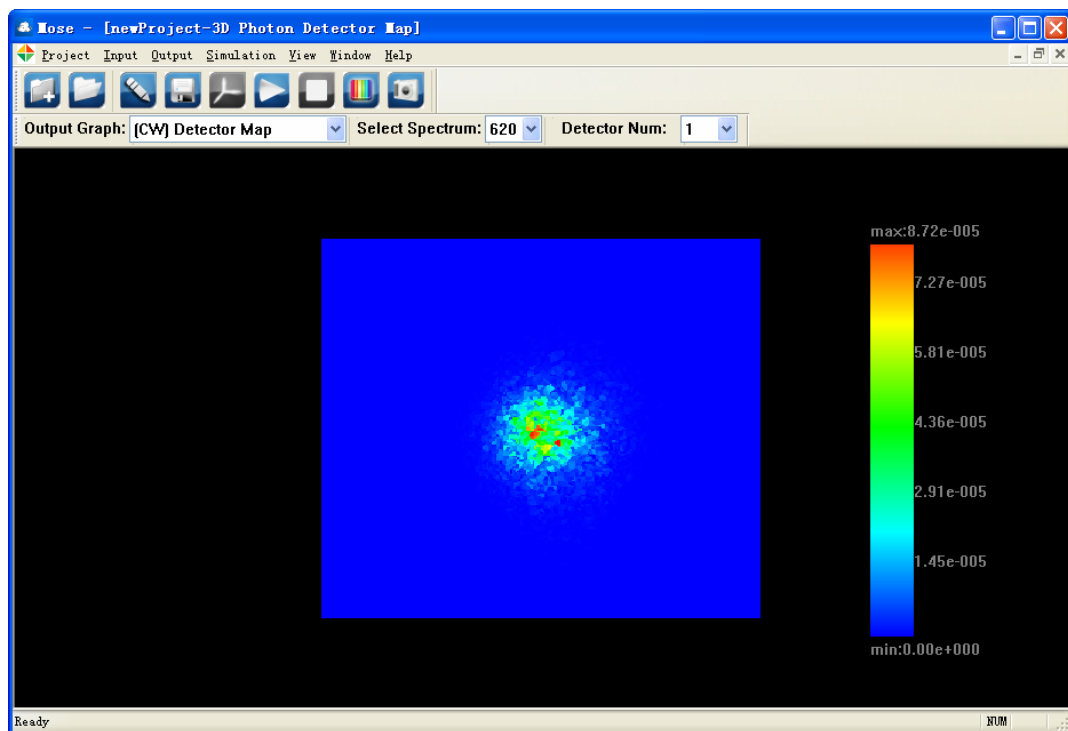 Mose - [newProject-3D Photon Detector Map]
Project Input Output Simulation View Window Help
Output Graph: (CW) Detector Map Select Spectrum: 620 Detector Num: 1
max:8.72e-005
7.27e-005
5.81e-005
4.36e-005
2.91e-005
1.45e-005
min:0.00e+000
Ready NUM